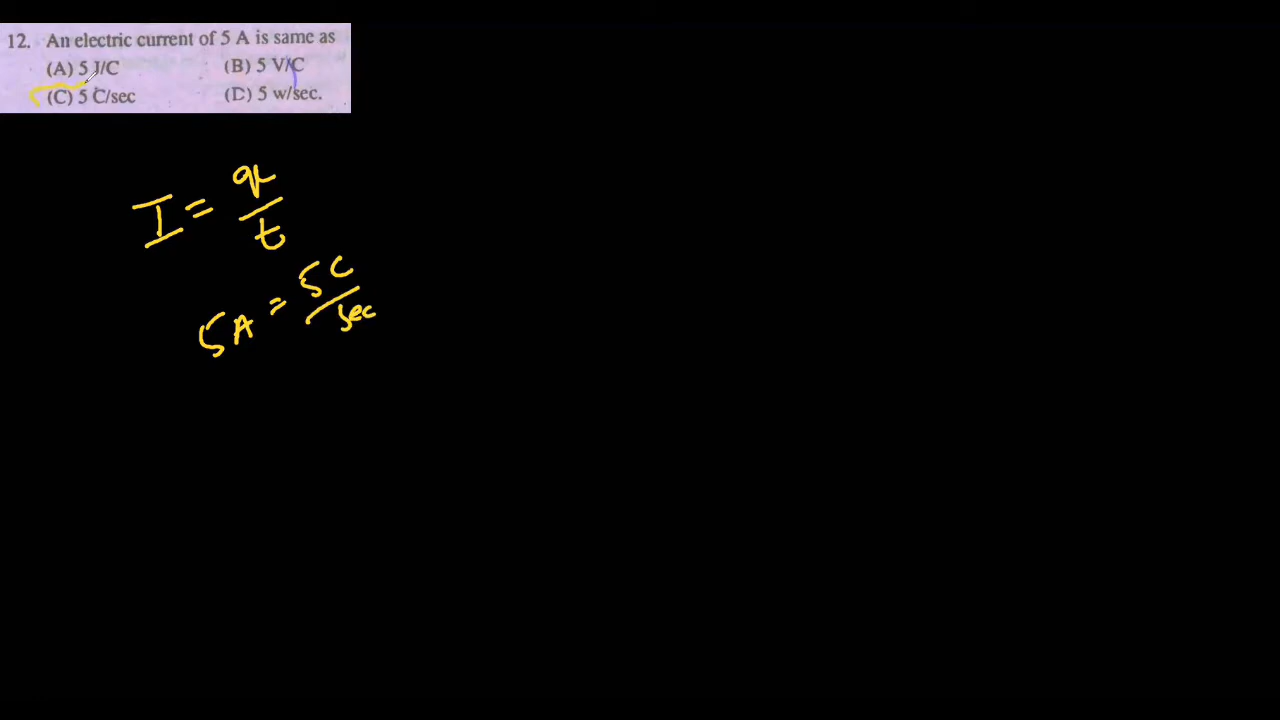 12. An electric current of 5 A is same as
(A) 5 J/C (B) 5 V/C
(C) 5 C/sec (D) 5 w/sec.
I = q/t
5A = 5C/sec